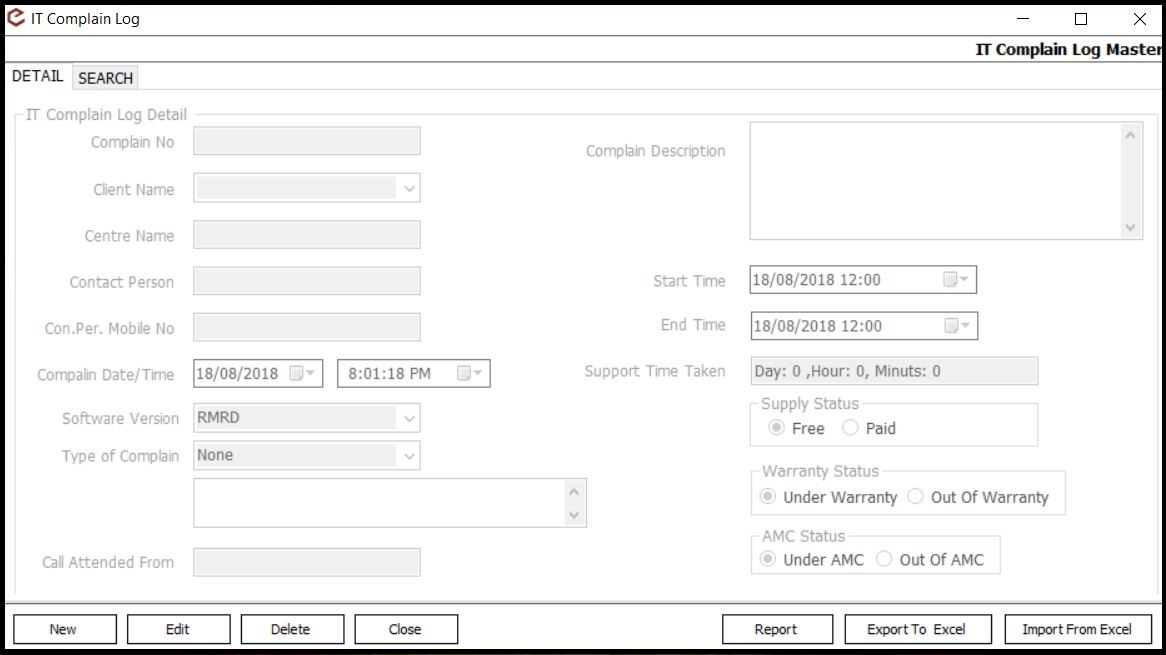 IT Complain Log
IT Complain Log Master
DETAIL SEARCH
IT Complain Log Detail
Complain No
Client Name
Centre Name
Contact Person
Con.Per. Mobile No
Compalin Date/Time 18/08/2018 8:01:18 PM
Software Version RMRD
Type of Complain None
Call Attended From
Complain Description
Start Time 18/08/2018 12:00
End Time 18/08/2018 12:00
Support Time Taken Day: 0 ,Hour: 0, Minuts: 0
Supply Status
Free Paid
Warranty Status
Under Warranty Out Of Warranty
AMC Status
Under AMC Out Of AMC
New Edit Delete Close Report Export To Excel Import From Excel